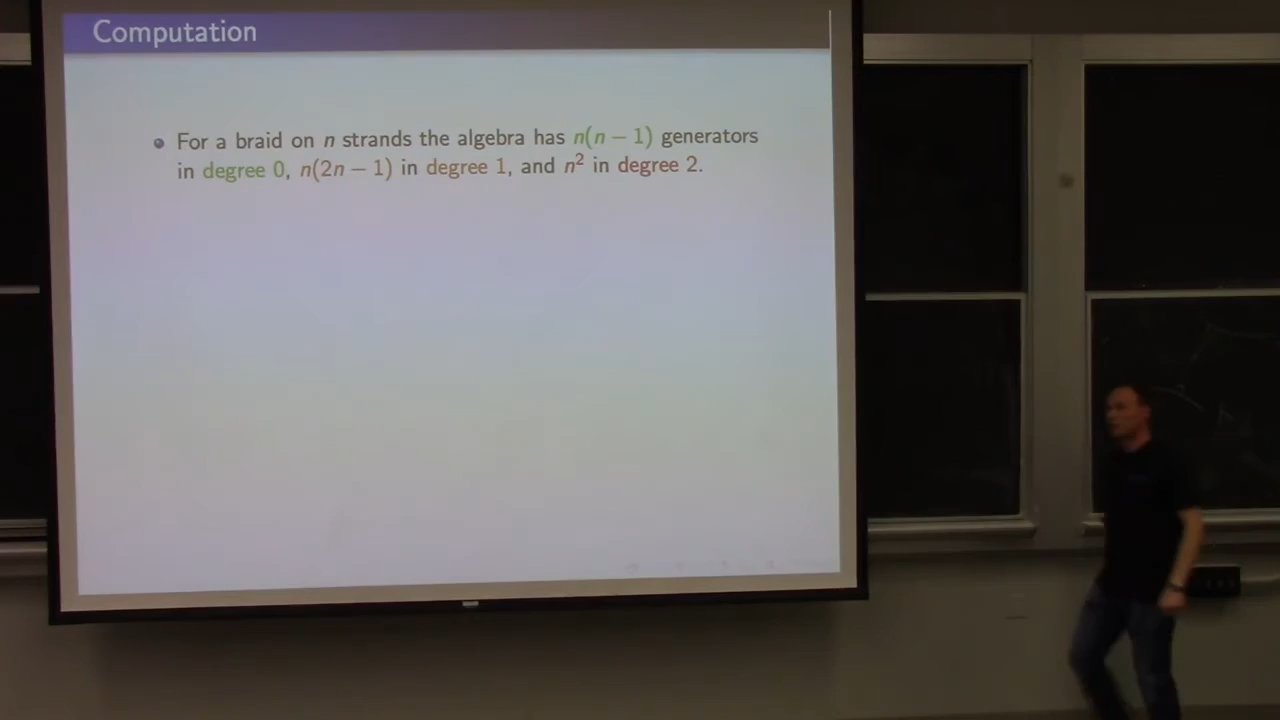 Computation
• For a braid on n strands the algebra has n(n − 1) generators
in degree 0, n(2n − 1) in degree 1, and n² in degree 2.